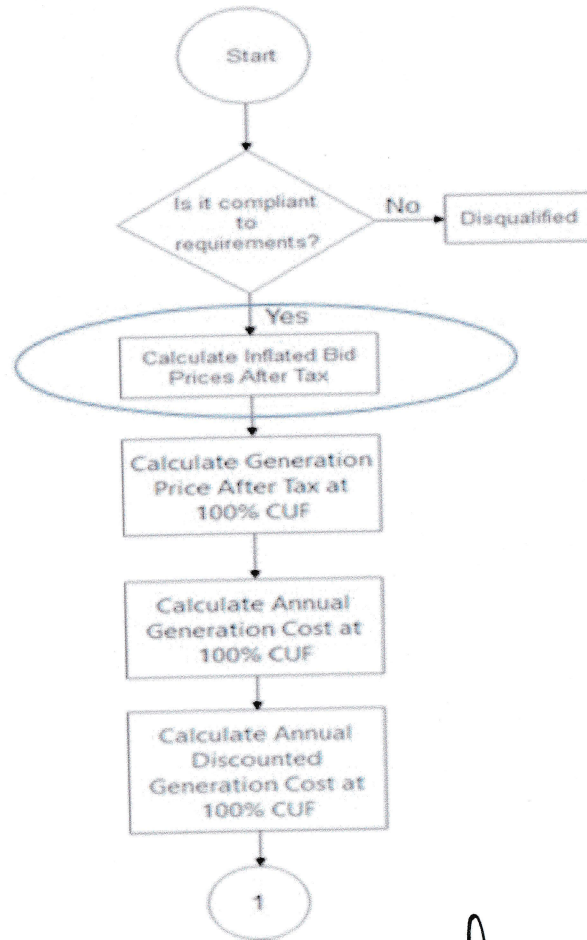 Start
Is it compliant
to
requirements?
No
Disqualified
Yes
Calculate Inflated Bid
Prices After Tax
Calculate Generation
Price After Tax at
100% CUF
Calculate Annual
Generation Cost at
100% CUF
Calculate Annual
Discounted
Generation Cost at
100% CUF
1